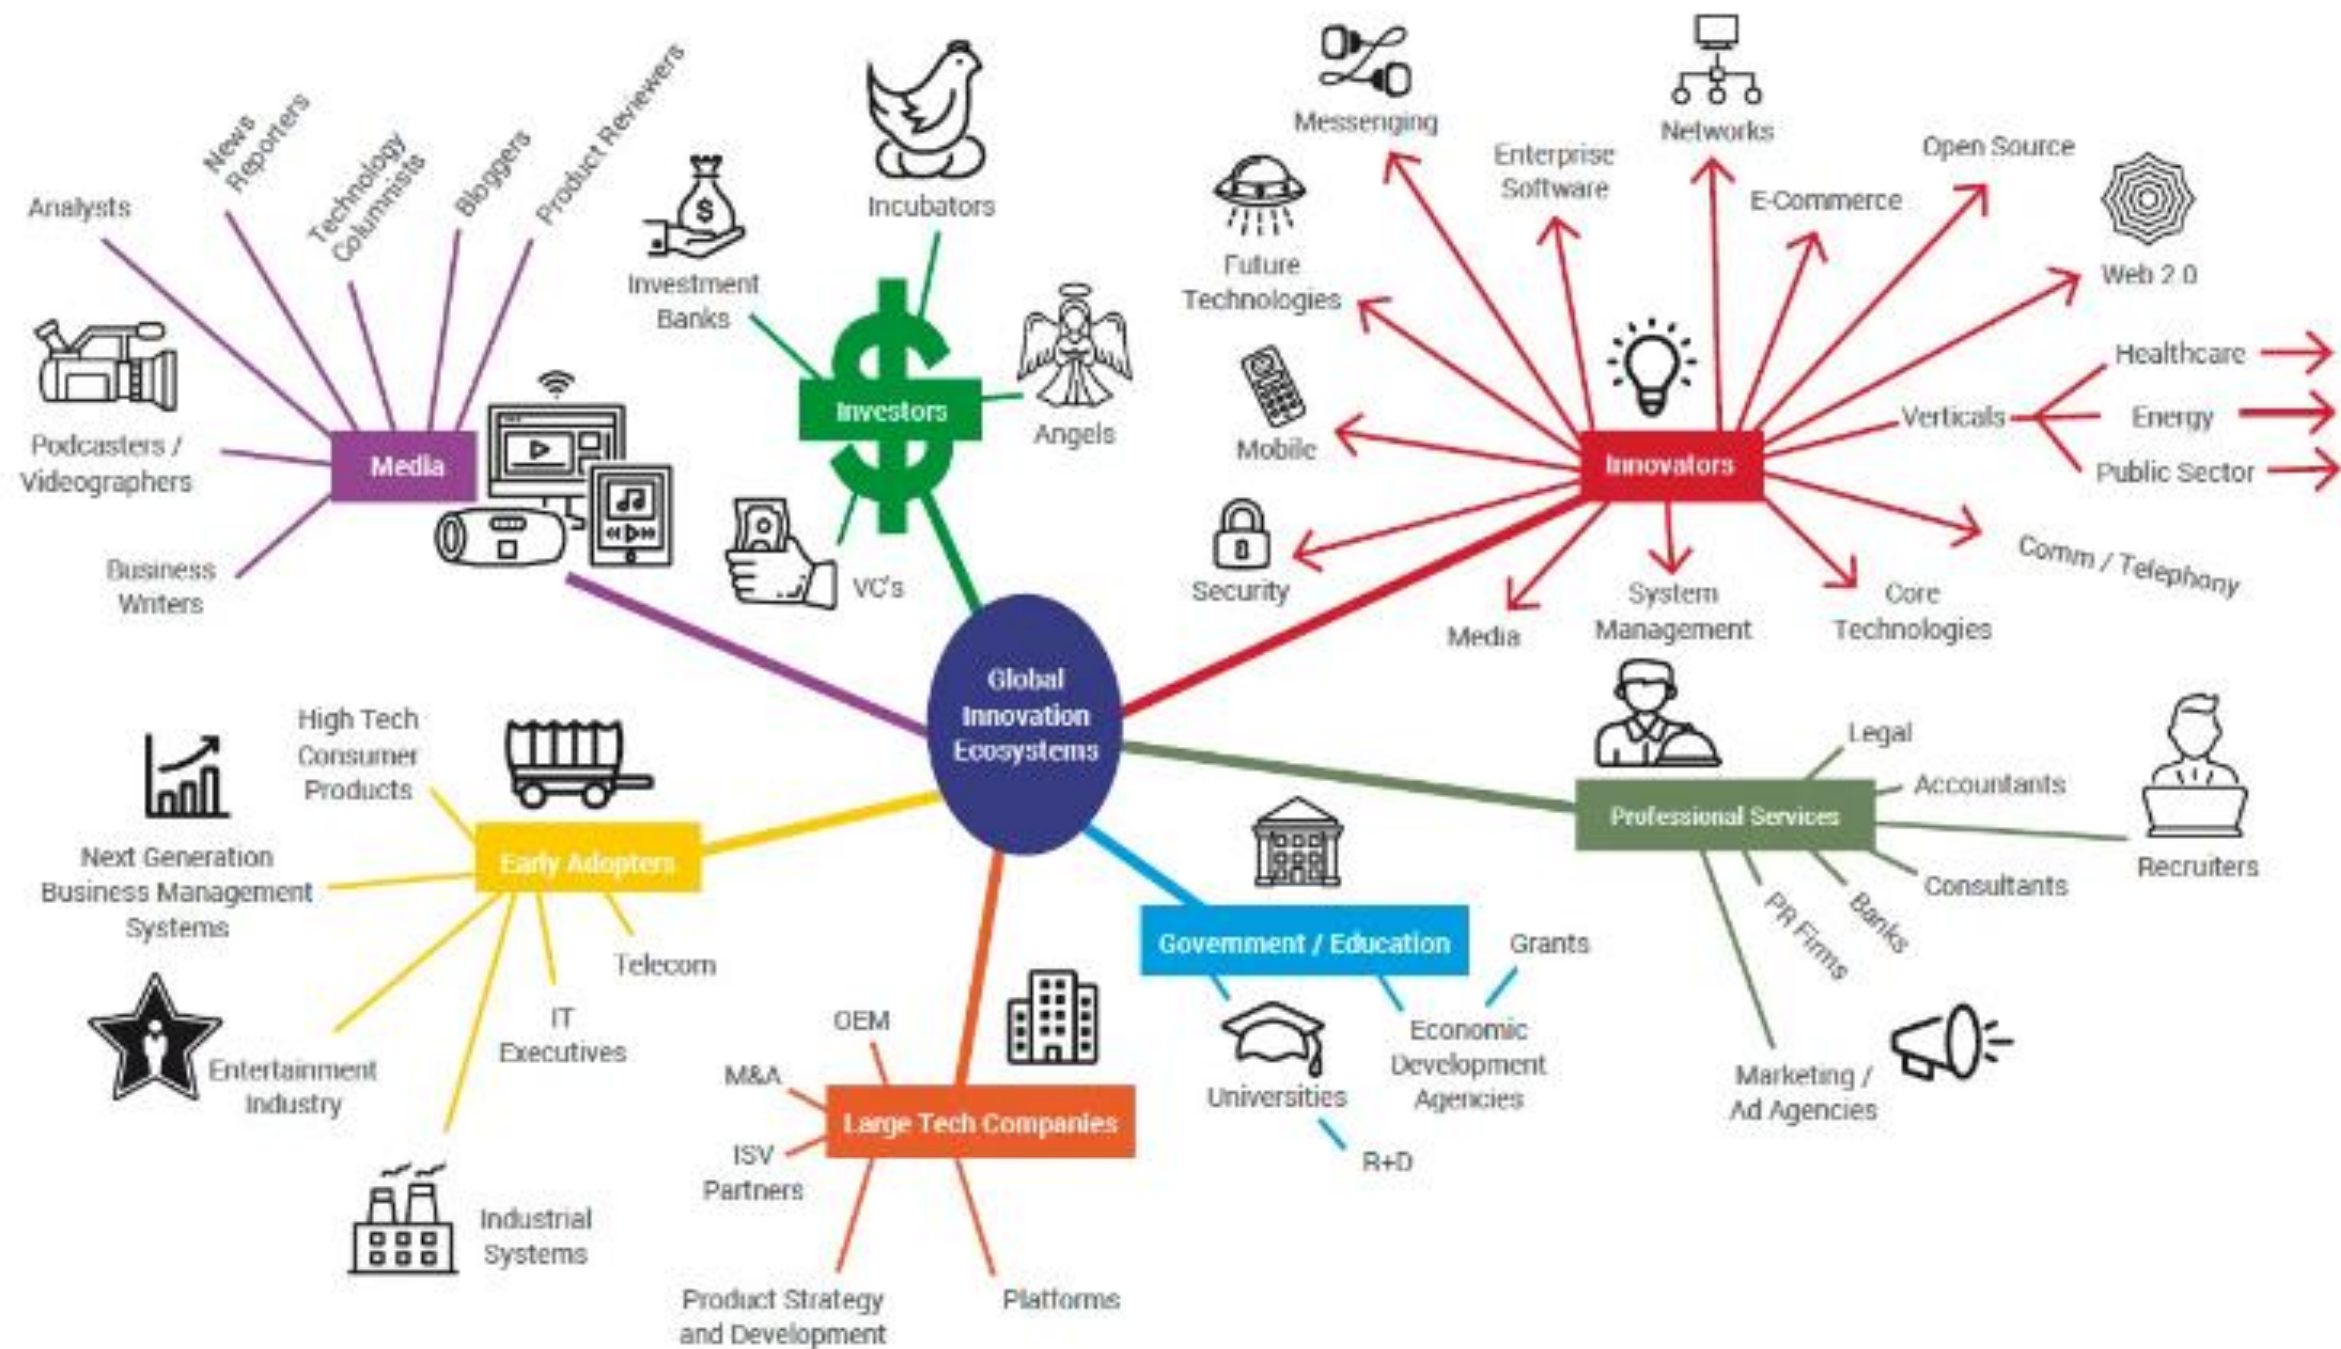 Analysts
News
Reporters
Technology
Columnists
Bloggers
Product Reviewers
Podcasters /
Videographers
Business
Writers
Media
Investment
Banks
Incubators
Angels
VC's
Investors
$
Messenging
Enterprise
Software
Networks
E-Commerce
Open Source
Web 2.0
Future
Technologies
Mobile
Security
Media
System
Management
Core
Technologies
Comm / Telephony
Verticals
Healthcare
Energy
Public Sector
Innovators
Global
Innovation
Ecosystems
High Tech
Consumer
Products
Next Generation
Business Management
Systems
Entertainment
Industry
Industrial
Systems
IT
Executives
Telecom
Early Adopters
OEM
M&A
ISV
Partners
Product Strategy
and Development
Platforms
Large Tech Companies
Government / Education
Grants
Economic
Development
Agencies
Universities
R+D
Professional Services
Legal
Accountants
Recruiters
Consultants
Banks
PR Firms
Marketing /
Ad Agencies